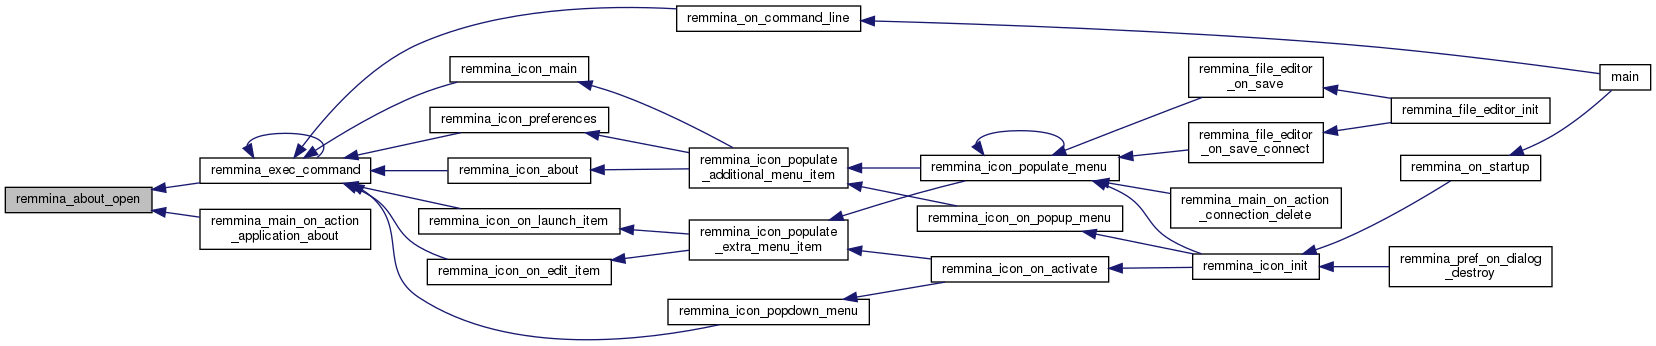 remmina_about_open
remmina_exec_command
remmina_main_on_action
_application_about
remmina_on_command_line
remmina_icon_main
remmina_icon_preferences
remmina_icon_about
remmina_icon_on_launch_item
remmina_icon_on_edit_item
remmina_icon_popdown_menu
remmina_icon_populate
_additional_menu_item
remmina_icon_populate
_extra_menu_item
remmina_icon_populate_menu
remmina_icon_on_popup_menu
remmina_icon_on_activate
remmina_file_editor
_on_save
remmina_file_editor
_on_save_connect
remmina_main_on_action
_connection_delete
remmina_icon_init
remmina_file_editor_init
remmina_on_startup
remmina_pref_on_dialog
_destroy
main